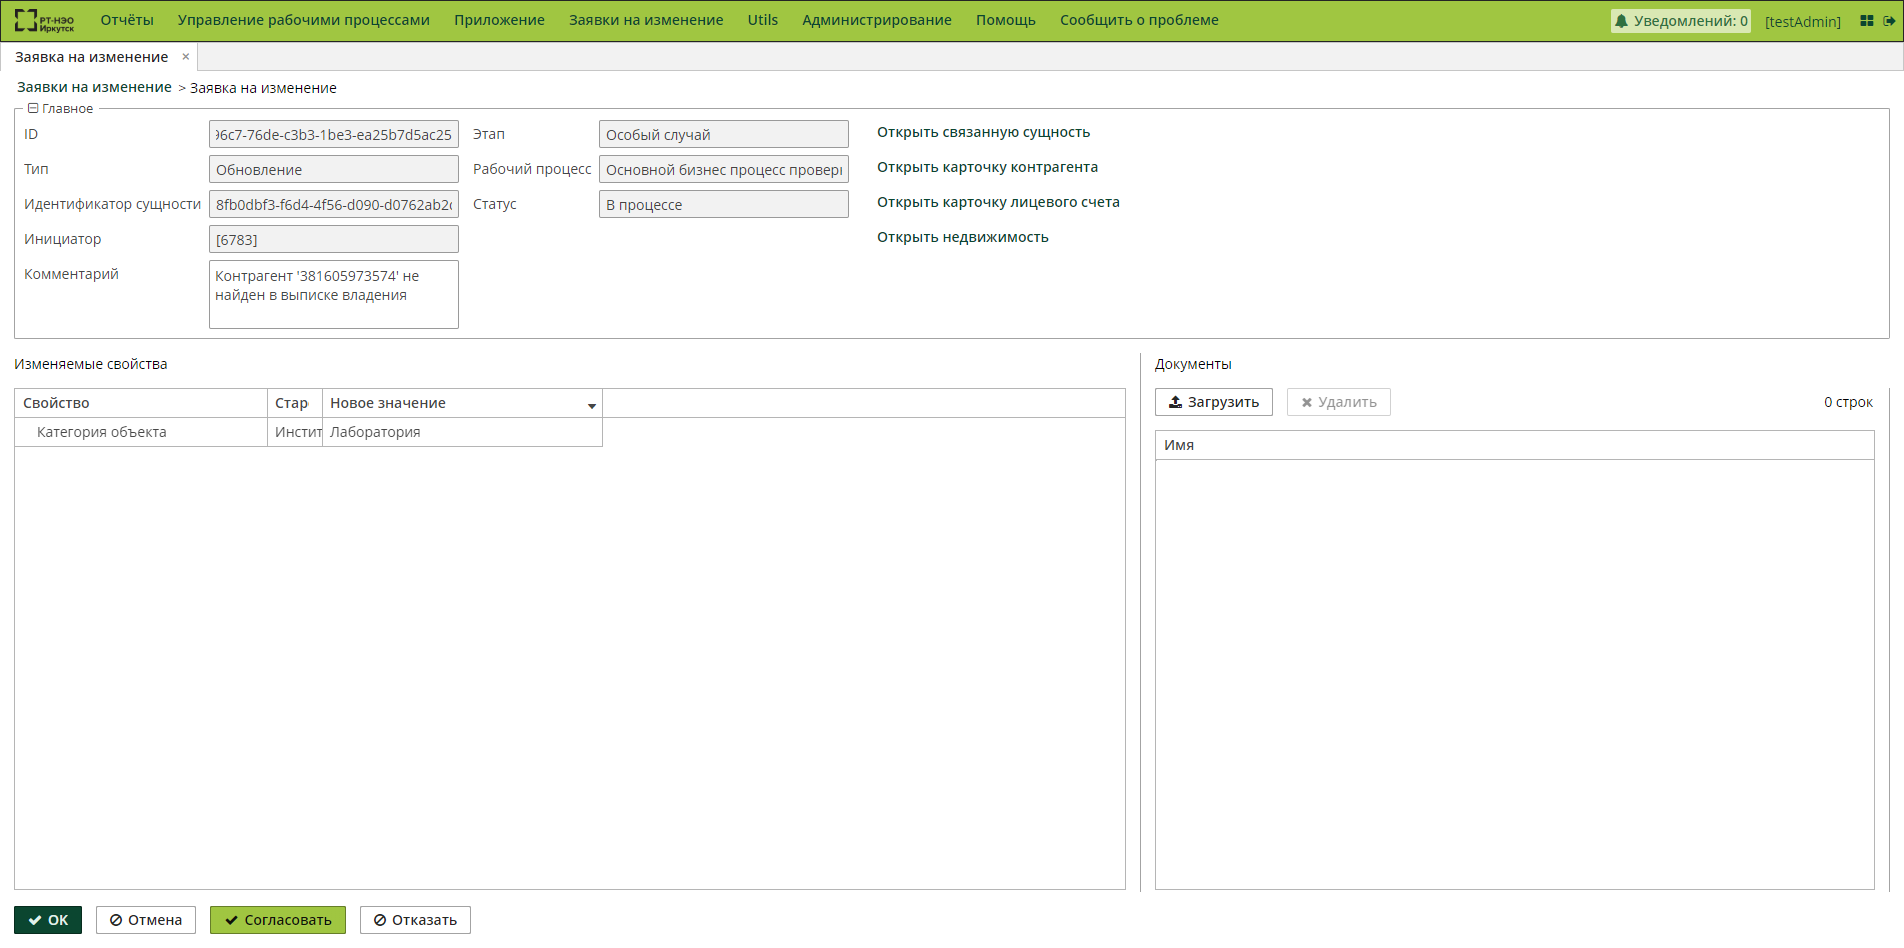 РТ-НЭО Иркутск
Отчёты Управление рабочими процессами Приложение Заявки на изменение Utils Администрирование Помощь Сообщить о проблеме Уведомлений: 0 [testAdmin]
Заявка на изменение ×
Заявки на изменение > Заявка на изменение
Главное
ID 96c7-76de-c3b3-1be3-ea25b7d5ac25 Этап Особый случай Открыть связанную сущность
Тип Обновление Рабочий процесс Основной бизнес процесс провер Открыть карточку контрагента
Идентификатор сущности 8fb0dbf3-f6d4-4f56-d090-d0762ab2 Статус В процессе Открыть карточку лицевого счета
Инициатор [6783] Открыть недвижимость
Комментарий Контрагент '381605973574' не
найден в выписке владения
Изменяемые свойства Документы
Загрузить Удалить 0 строк
Свойство Стар Новое значение
Категория объекта Инстит Лаборатория
Имя
OK Отмена Согласовать Отказать